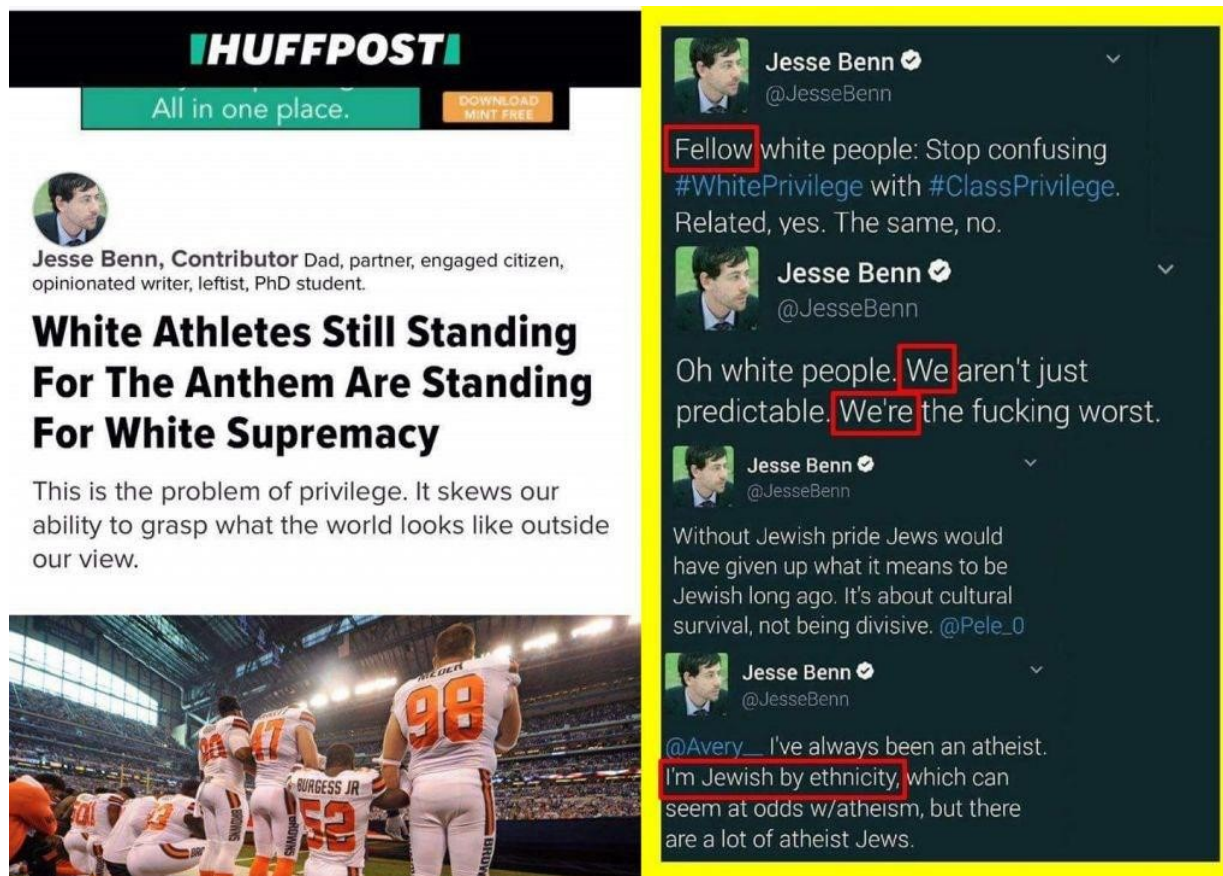 HUFFPOST
All in one place.
DOWNLOAD
MINT FREE
Jesse Benn, Contributor Dad, partner, engaged citizen,
opinionated writer, leftist, PhD student.
White Athletes Still Standing
For The Anthem Are Standing
For White Supremacy
This is the problem of privilege. It skews our
ability to grasp what the world looks like outside
our view.
98
47
BURGESS JR
52
Jesse Benn
@JesseBenn
Fellow white people: Stop confusing
#WhitePrivilege with #ClassPrivilege.
Related, yes. The same, no.
Jesse Benn
@JesseBenn
Oh white people. We aren't just
predictable. We're the fucking worst.
Jesse Benn
@JesseBenn
Without Jewish pride Jews would
have given up what it means to be
Jewish long ago. It's about cultural
survival, not being divisive. @Pele_0
Jesse Benn
@JesseBenn
@Avery__ I've always been an atheist.
I'm Jewish by ethnicity, which can
seem at odds w/atheism, but there
are a lot of atheist Jews.